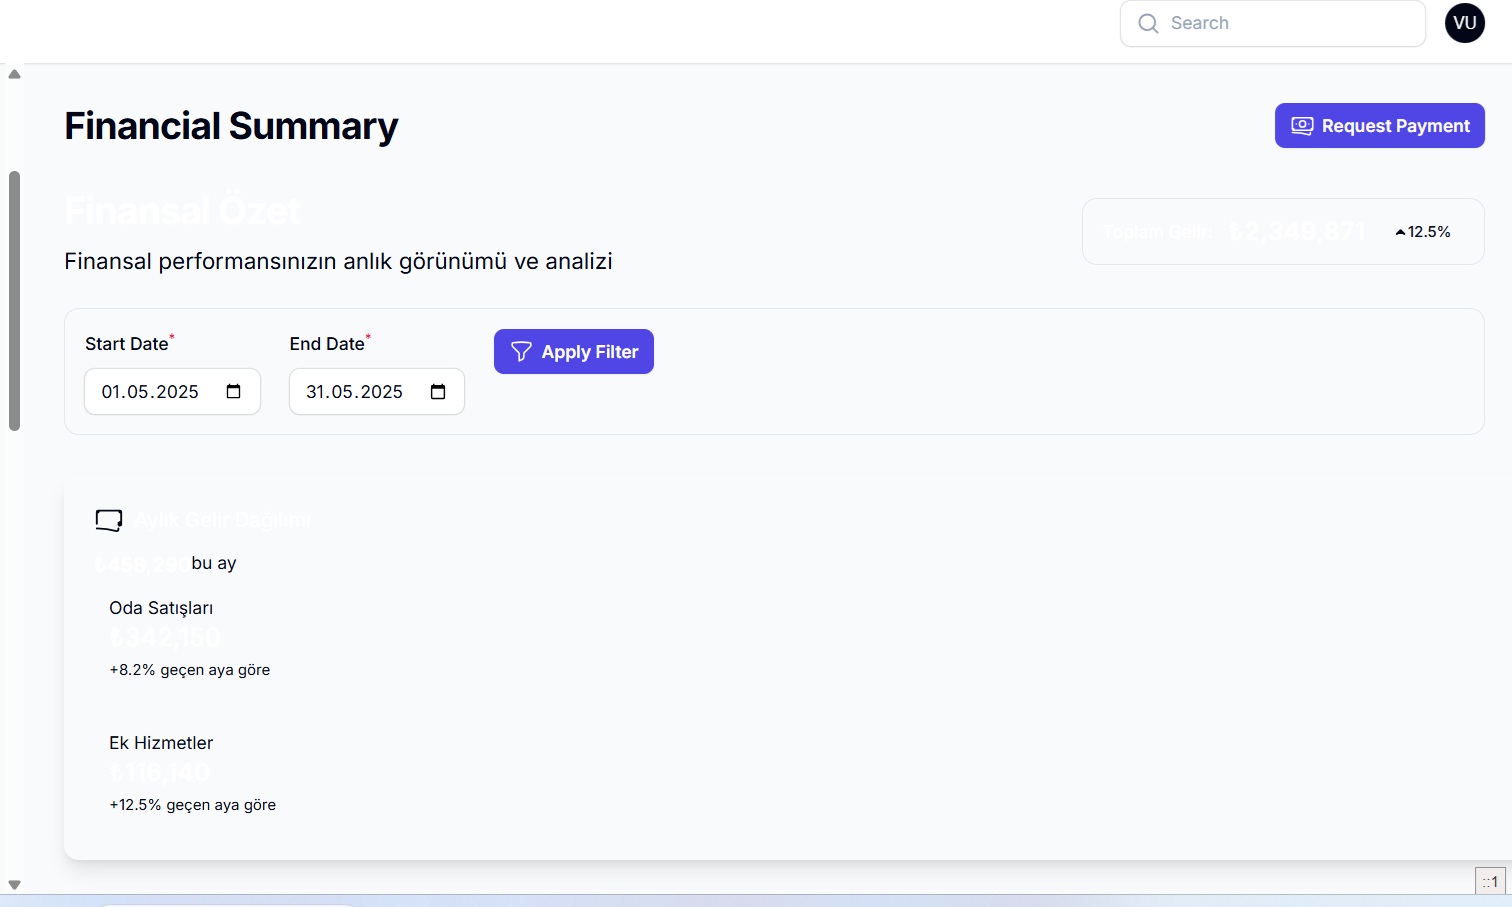 Search
VU
Financial Summary
Request Payment
Finansal Özet
Finansal performansınızın anlık görünümü ve analizi
Toplam Gelir: ₺2,349,871 12.5%
Start Date*
End Date*
Apply Filter
01.05.2025
31.05.2025
Aylık Gelir Dağılımı
₺458,290 bu ay
Oda Satışları
₺342,150
+8.2% geçen aya göre
Ek Hizmetler
₺116,140
+12.5% geçen aya göre
::1